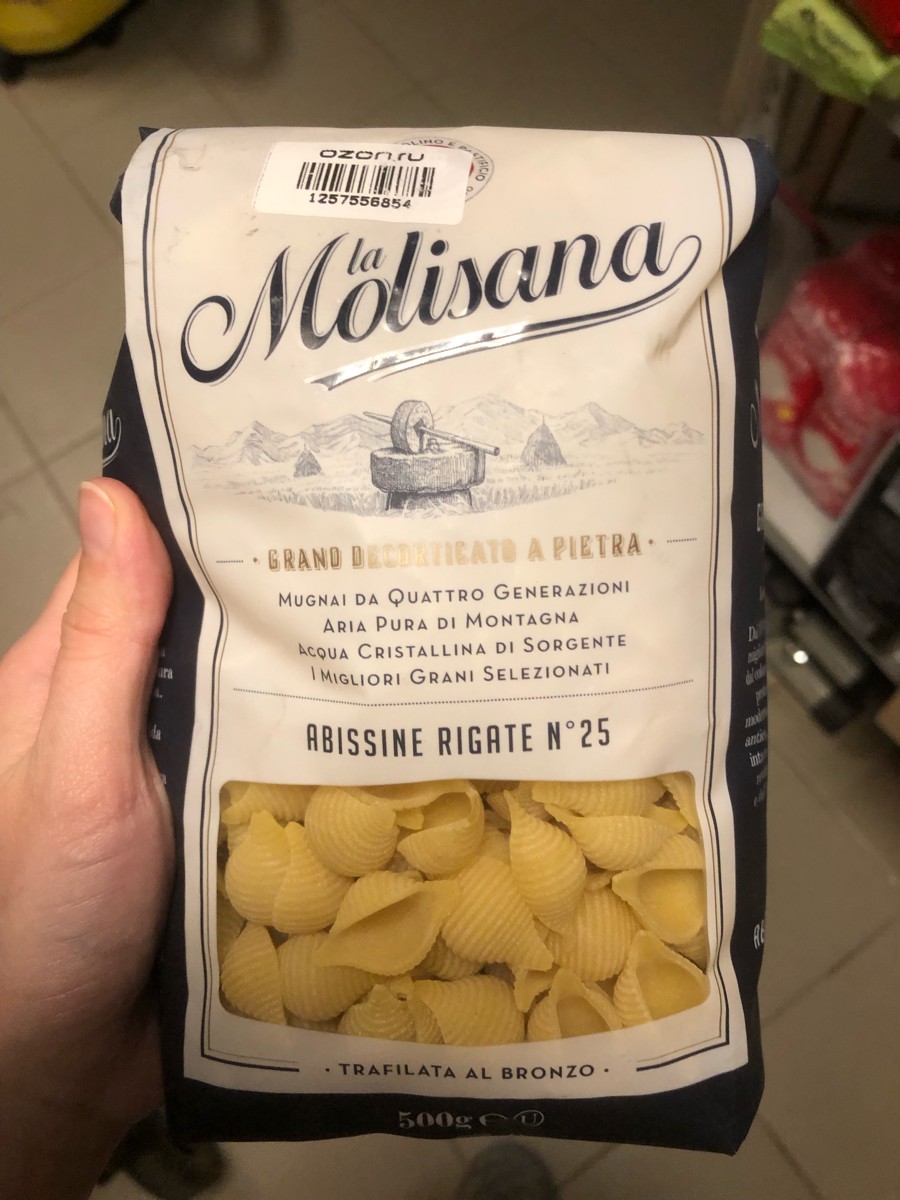 ozon.ru
1257556854
la
Molisana
GRANO DECORTICATO A PIETRA
MUGNAI DA QUATTRO GENERAZIONI
ARIA PURA DI MONTAGNA
ACQUA CRISTALLINA DI SORGENTE
I MIGLIORI GRANI SELEZIONATI
ABISSINE RIGATE N°25
· TRAFILATA AL BRONZO ·
500g